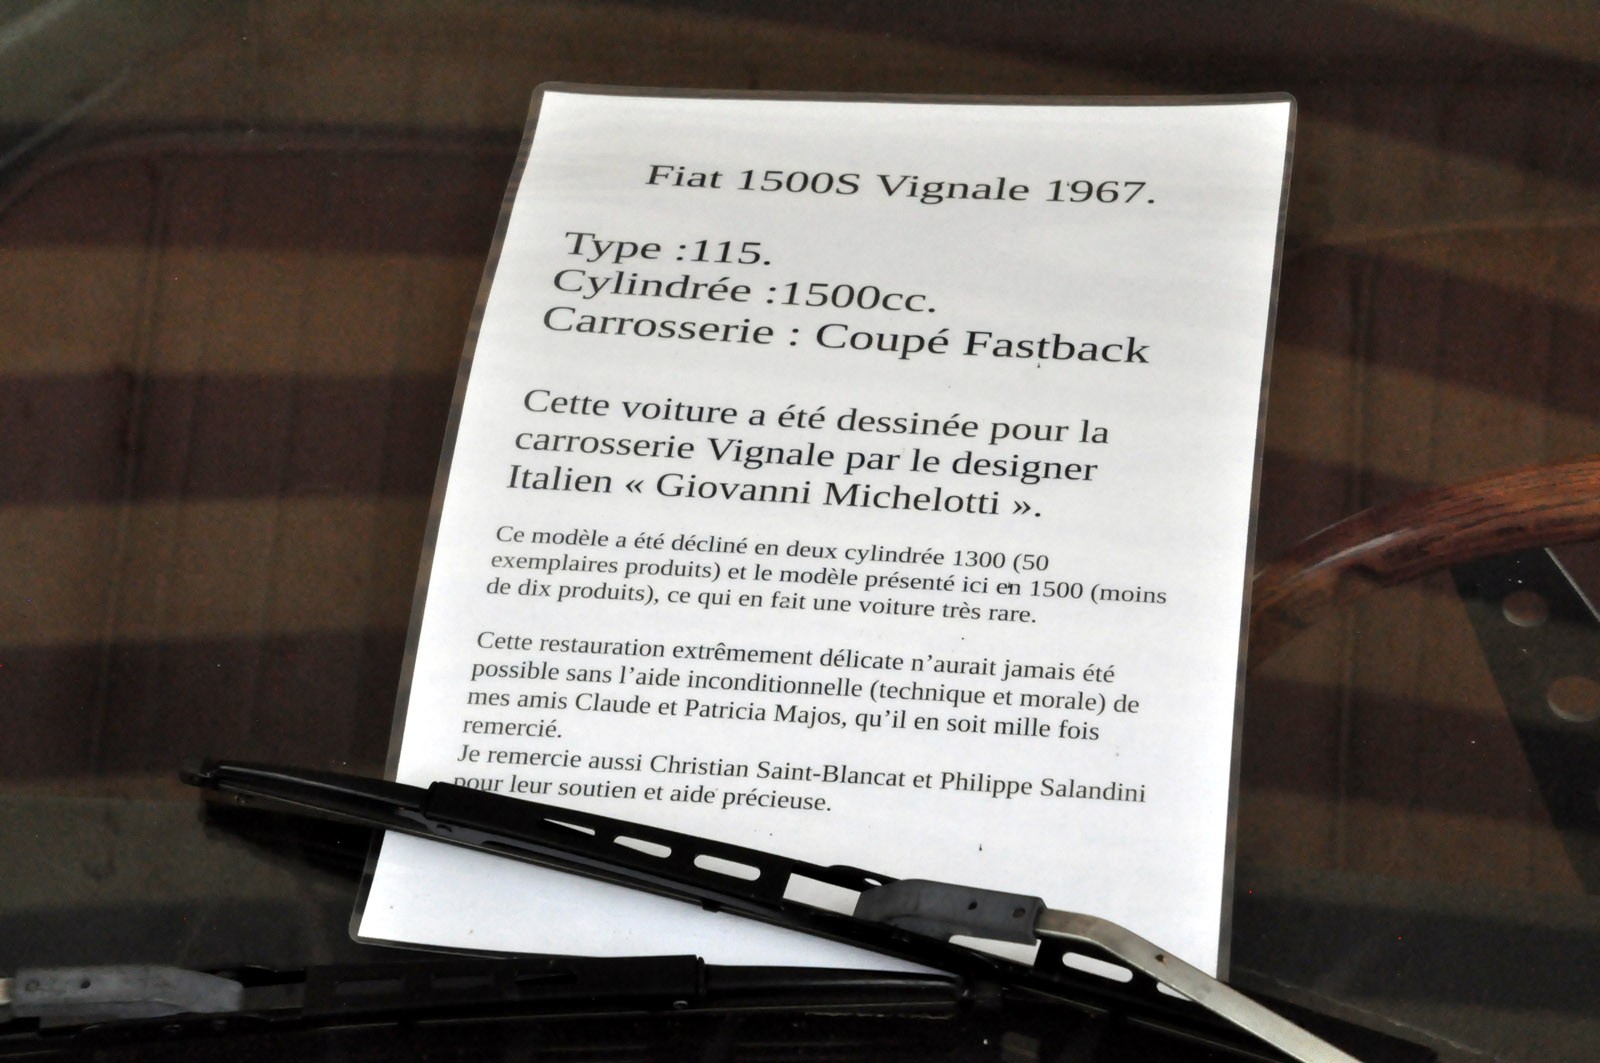 Fiat 1500S Vignale 1967.
Type :115.
Cylindrée :1500cc.
Carrosserie : Coupé Fastback
Cette voiture a été dessinée pour la
carrosserie Vignale par le designer
Italien « Giovanni Michelotti ».
Ce modèle a été décliné en deux cylindrée 1300 (50
exemplaires produits) et le modèle présenté ici en 1500 (moins
de dix produits), ce qui en fait une voiture très rare.
Cette restauration extrêmement délicate n’aurait jamais été
possible sans l’aide inconditionnelle (technique et morale) de
mes amis Claude et Patricia Majos, qu’il en soit mille fois
remercié.
Je remercie aussi Christian Saint-Blancat et Philippe Salandini
pour leur soutien et aide précieuse.